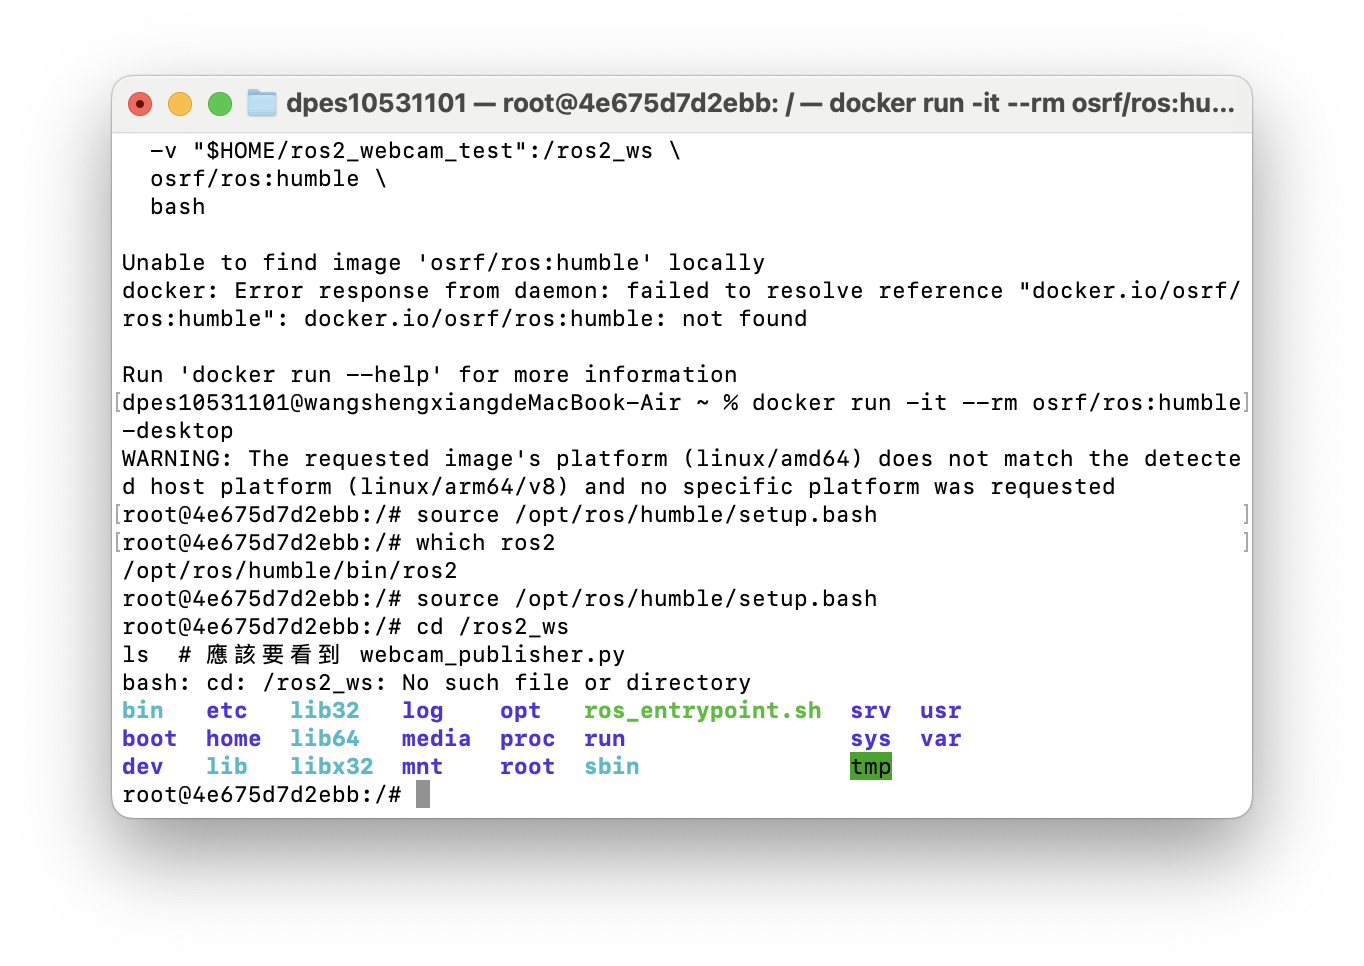 dpes10531101 — root@4e675d7d2ebb: / — docker run -it --rm osrf/ros:hu...
-v "$HOME/ros2_webcam_test":/ros2_ws \
osrf/ros:humble \
bash
Unable to find image 'osrf/ros:humble' locally
docker: Error response from daemon: failed to resolve reference "docker.io/osrf/
ros:humble": docker.io/osrf/ros:humble: not found
Run 'docker run --help' for more information
[dpes10531101@wangshengxiangdeMacBook-Air ~ % docker run -it --rm osrf/ros:humble]
-desktop
WARNING: The requested image's platform (linux/amd64) does not match the detecte
d host platform (linux/arm64/v8) and no specific platform was requested
[root@4e675d7d2ebb:/# source /opt/ros/humble/setup.bash ]
[root@4e675d7d2ebb:/# which ros2 ]
/opt/ros/humble/bin/ros2
root@4e675d7d2ebb:/# source /opt/ros/humble/setup.bash
root@4e675d7d2ebb:/# cd /ros2_ws
ls  # 應該要看到 webcam_publisher.py
bash: cd: /ros2_ws: No such file or directory
bin   etc   lib32  log    opt   ros_entrypoint.sh  srv  usr
boot  home  lib64  media  proc  run                sys  var
dev   lib   libx32 mnt    root  sbin               tmp
root@4e675d7d2ebb:/#